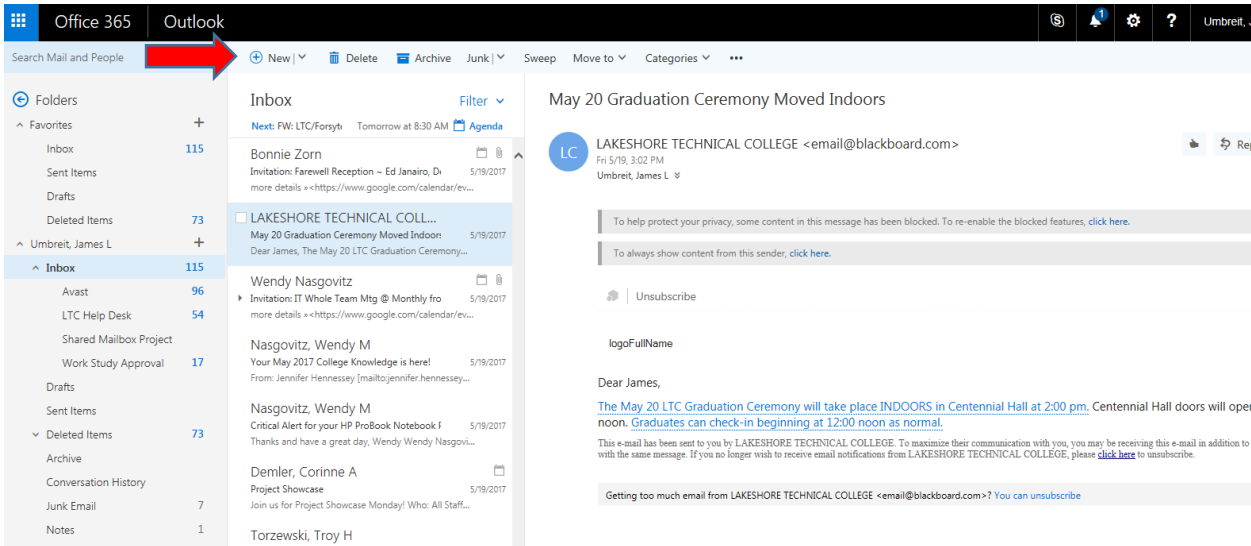 Office 365 Outlook 1 ? Umbreit, J
Search Mail and People New Delete Archive Junk Sweep Move to Categories •••
Folders
Favorites +
Inbox 115
Sent Items
Drafts
Deleted Items 73
Umbreit, James L +
Inbox 115
Avast 96
LTC Help Desk 54
Shared Mailbox Project
Work Study Approval 17
Drafts
Sent Items
Deleted Items 73
Archive
Conversation History
Junk Email 7
Notes 1
Inbox Filter
Next: FW: LTC/Forsyt Tomorrow at 8:30 AM Agenda
Bonnie Zorn
Invitation: Farewell Reception ~ Ed Janairo, D 5/19/2017
more details »<https://www.google.com/calendar/ev...
LAKESHORE TECHNICAL COLL...
May 20 Graduation Ceremony Moved Indoors 5/19/2017
Dear James, The May 20 LTC Graduation Ceremony...
Wendy Nasgovitz
Invitation: IT Whole Team Mtg @ Monthly fro 5/19/2017
more details »<https://www.google.com/calendar/ev...
Nasgovitz, Wendy M
Your May 2017 College Knowledge is here! 5/19/2017
From: Jennifer Hennessey [mailto:jennifer.hennessey...
Nasgovitz, Wendy M
Critical Alert for your HP ProBook Notebook 5/19/2017
Thanks and have a great day, Wendy Wendy Nasgovi...
Demler, Corinne A
Project Showcase 5/19/2017
Join us for Project Showcase Monday! Who: All Staff...
Torzewski, Troy H
May 20 Graduation Ceremony Moved Indoors
LC LAKESHORE TECHNICAL COLLEGE <email@blackboard.com> Rep
Fri 5/19, 3:02 PM
Umbreit, James L
To help protect your privacy, some content in this message has been blocked. To re-enable the blocked features, click here.
To always show content from this sender, click here.
Unsubscribe
logoFullName
Dear James,
The May 20 LTC Graduation Ceremony will take place INDOORS in Centennial Hall at 2:00 pm. Centennial Hall doors will open
noon. Graduates can check-in beginning at 12:00 noon as normal.
This e-mail has been sent to you by LAKESHORE TECHNICAL COLLEGE. To maximize their communication with you, you may be receiving this e-mail in addition to
with the same message. If you no longer wish to receive email notifications from LAKESHORE TECHNICAL COLLEGE, please click here to unsubscribe.
Getting too much email from LAKESHORE TECHNICAL COLLEGE <email@blackboard.com>? You can unsubscribe